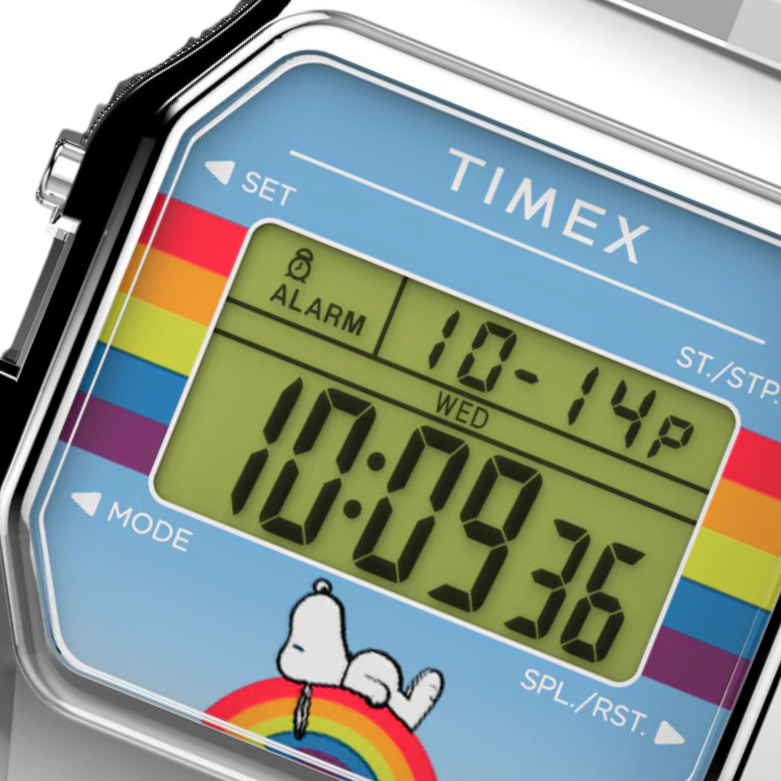 TIMEX
SET
ST./STP.
ALARM
10-14P
WED
10:09 36
MODE
SPL./RST.